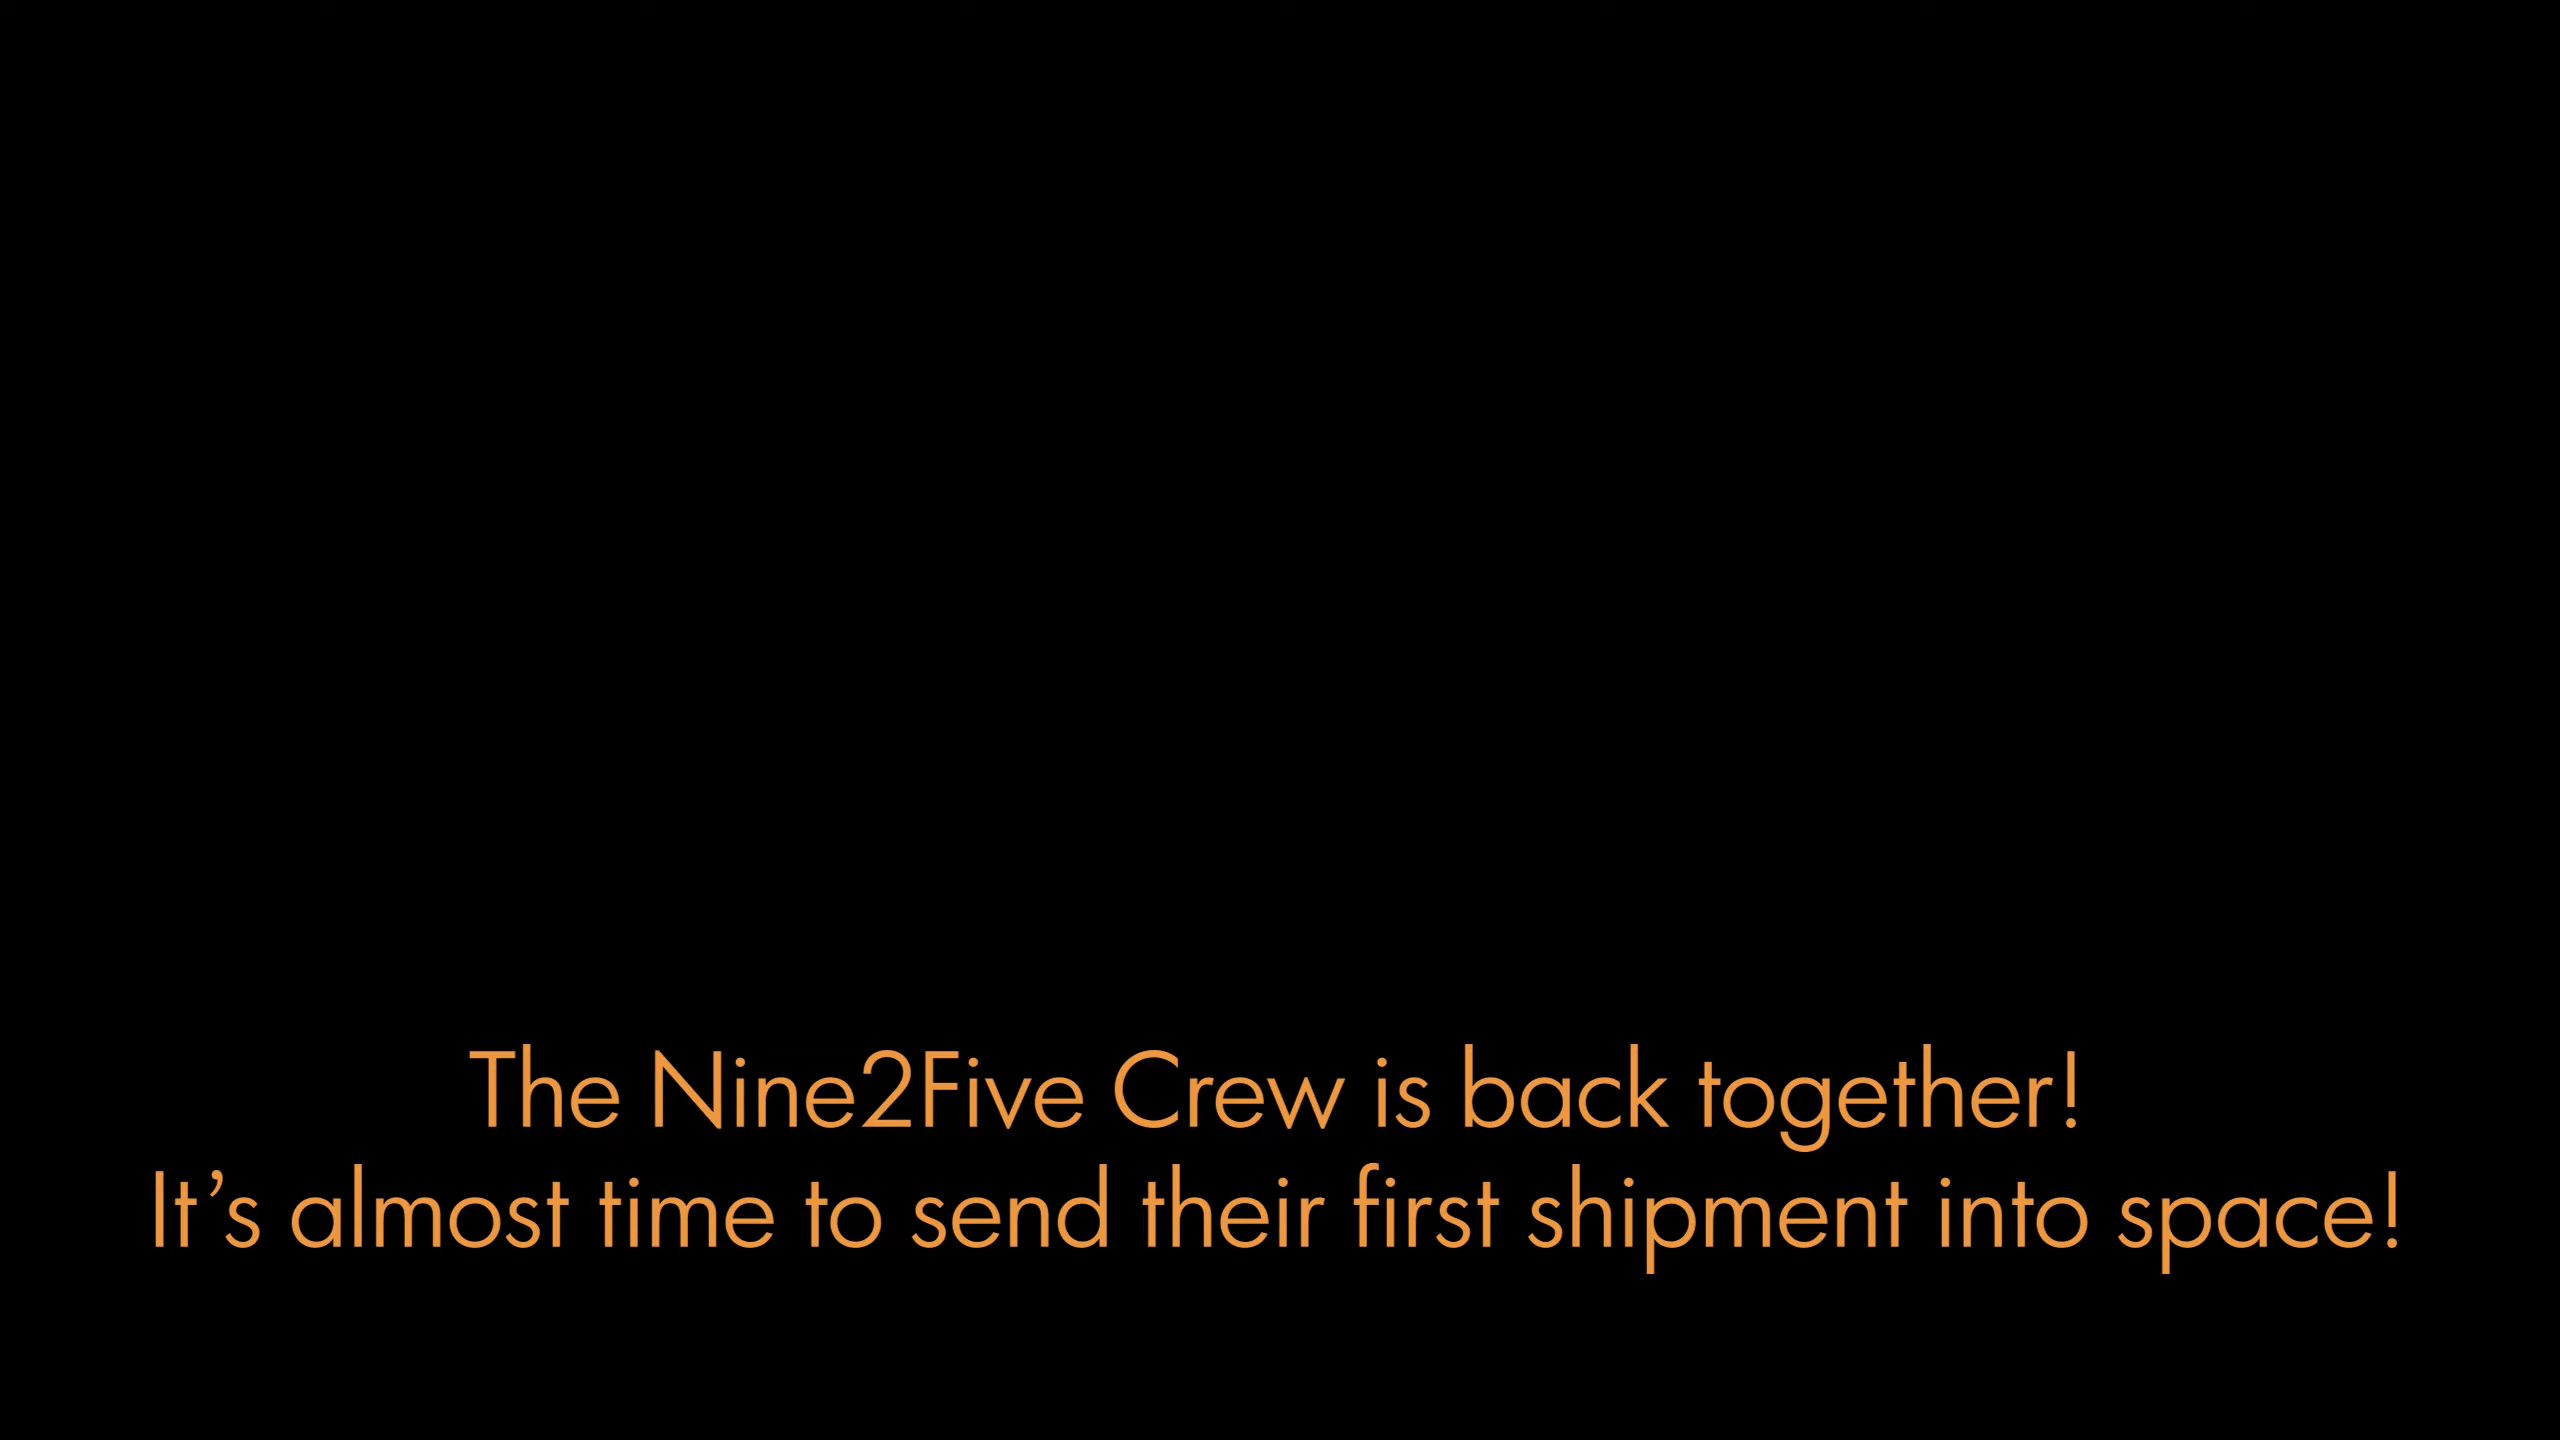 The Nine2Five Crew is back together!
It’s almost time to send their first shipment into space!